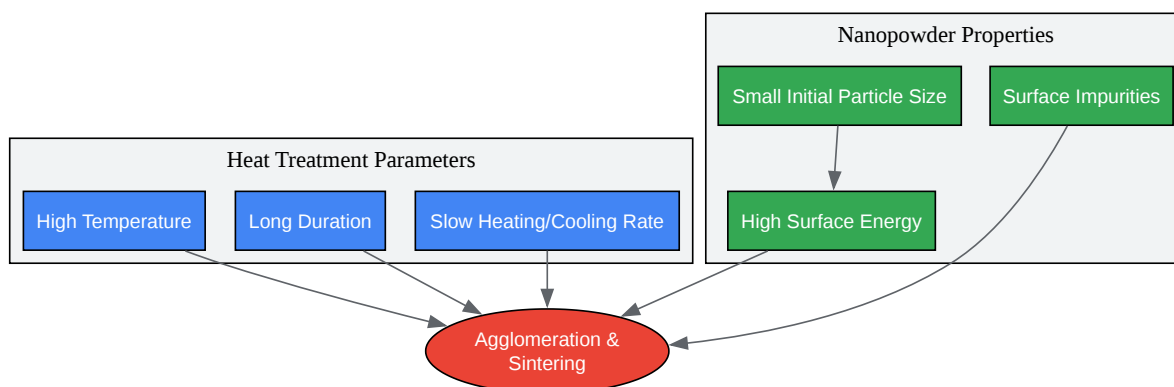 Nanopowder Properties
Small Initial Particle Size
Surface Impurities
Heat Treatment Parameters
High Temperature
Long Duration
Slow Heating/Cooling Rate
High Surface Energy
Agglomeration &
Sintering